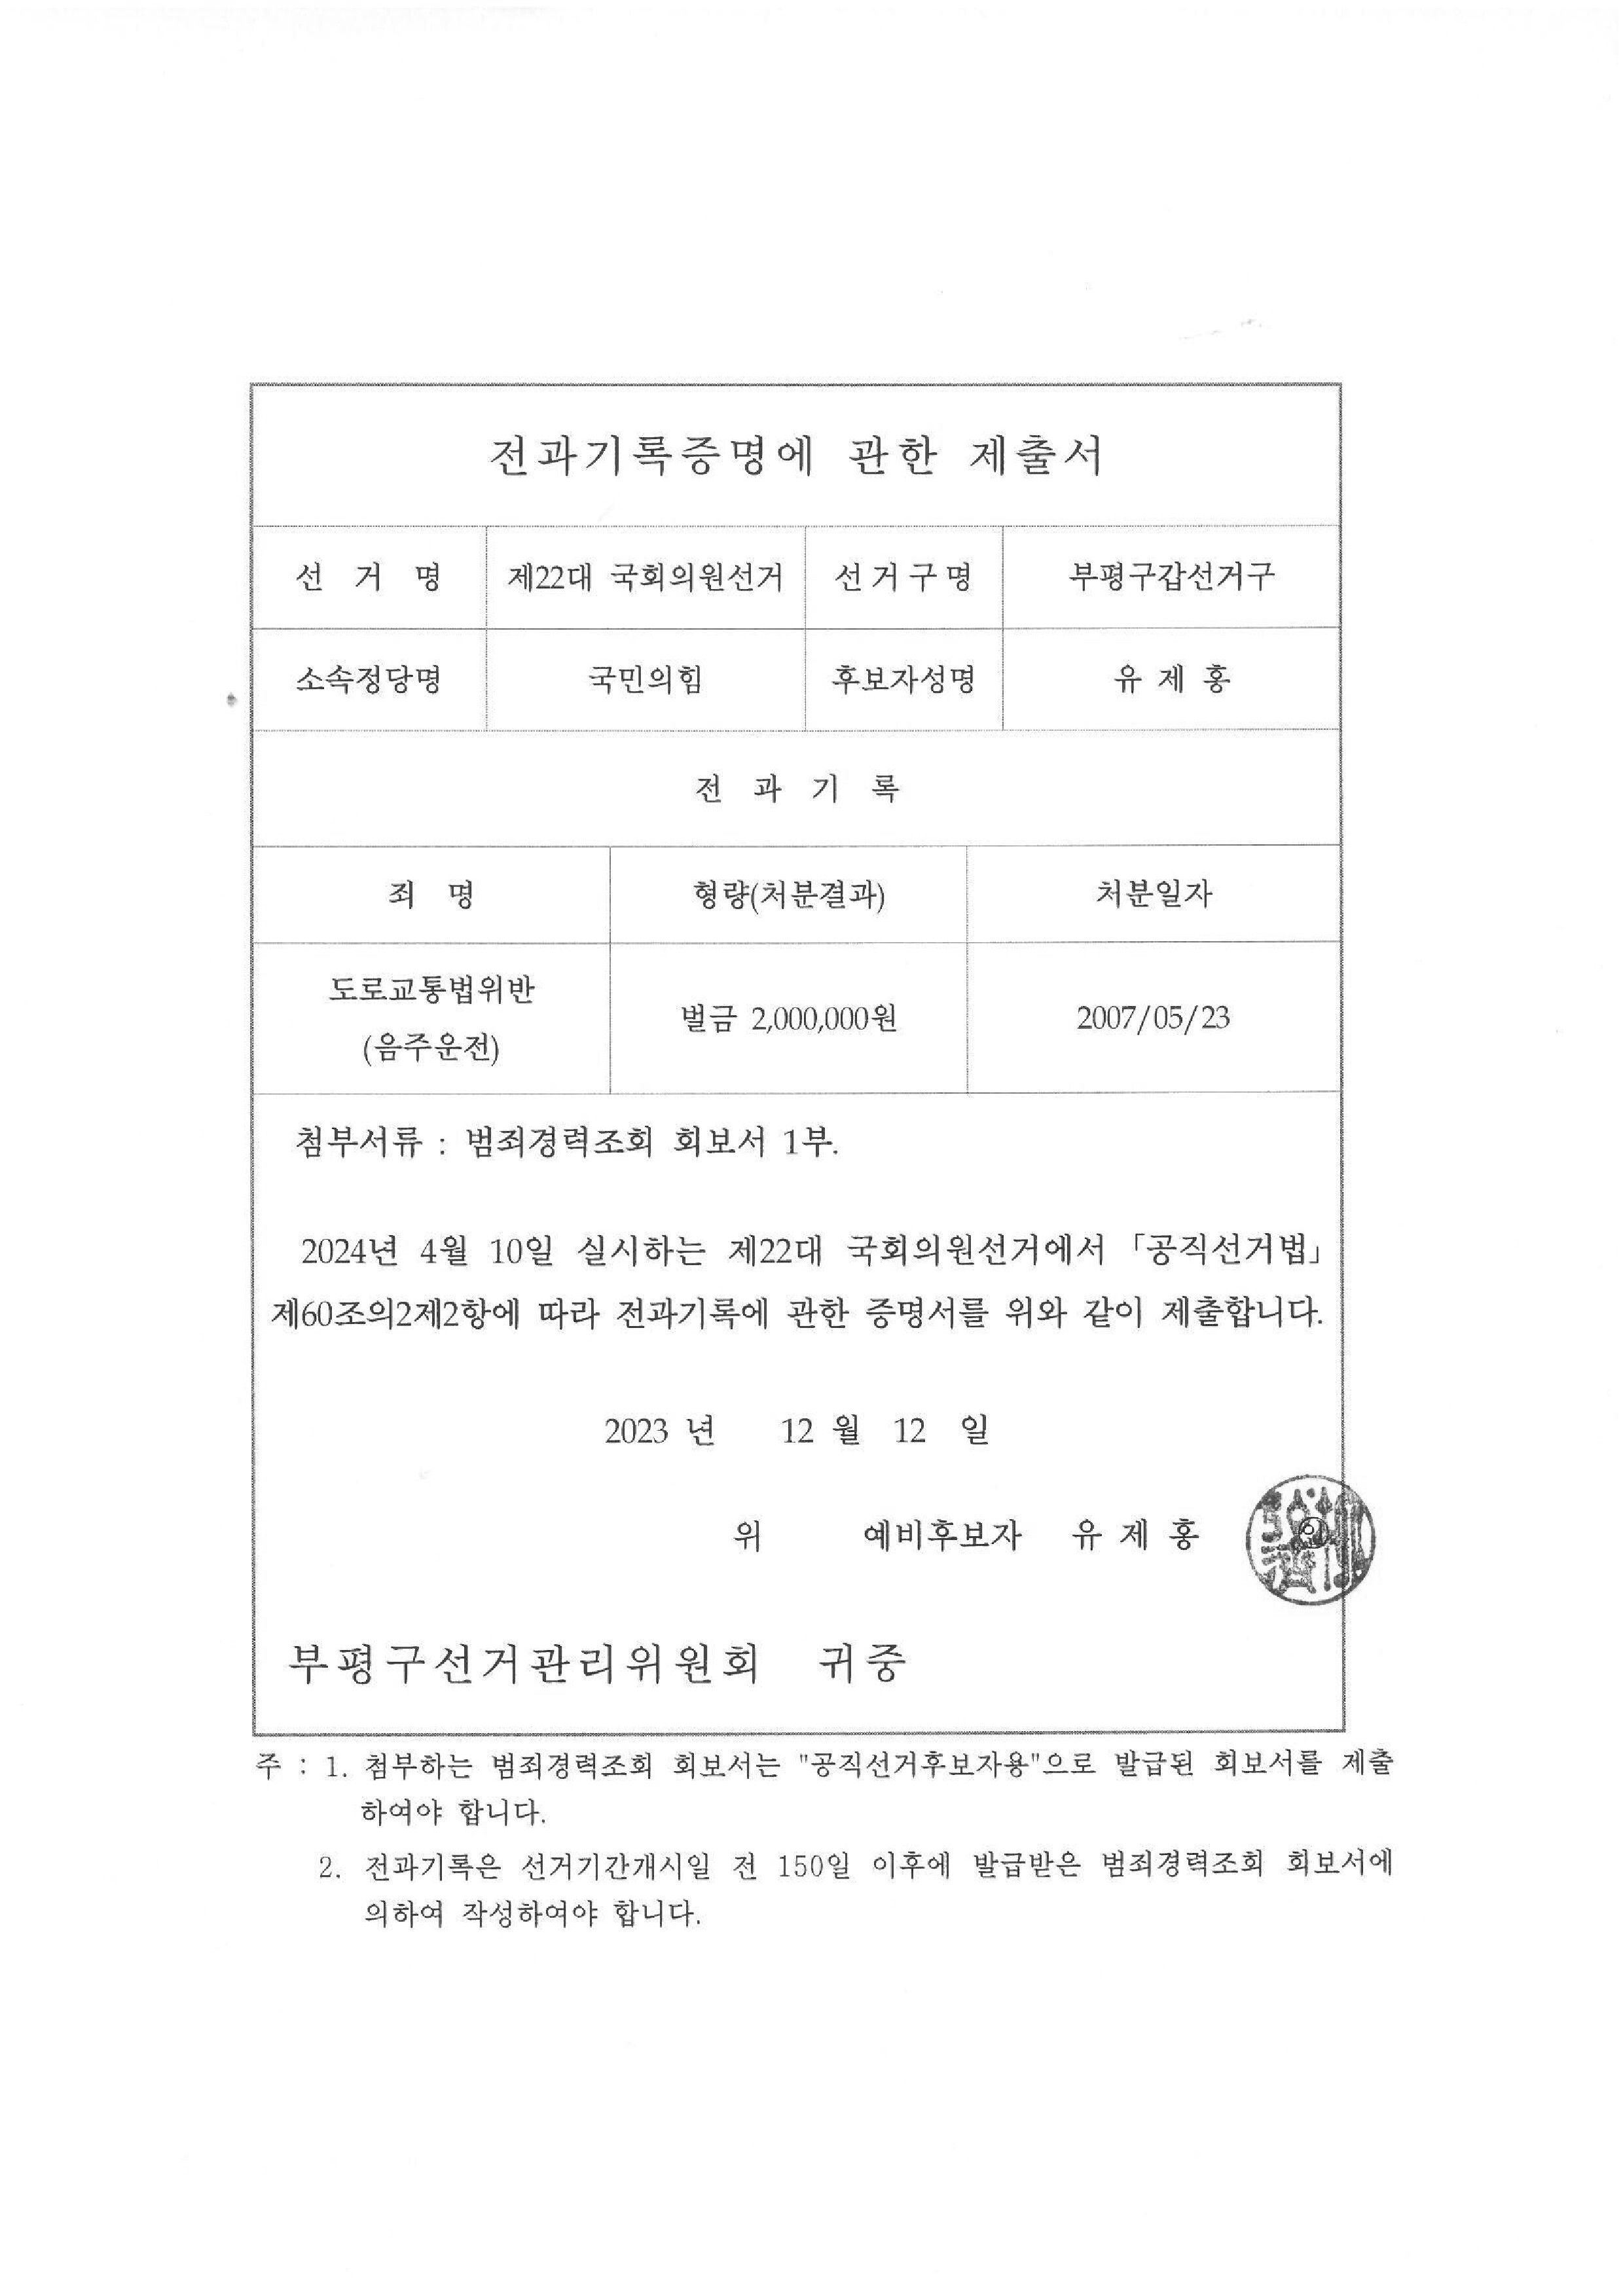 전과기록증명에 관한 제출서
선 거 명 제22대 국회의원선거 선거구명 부평구갑선거구
소속정당명 국민의힘 후보자성명 유 제 홍
전 과 기 록
죄 명 형량(처분결과) 처분일자
도로교통법위반
(음주운전) 벌금 2,000,000원 2007/05/23
첨부서류 : 범죄경력조회 회보서 1부.
2024년 4월 10일 실시하는 제22대 국회의원선거에서 「공직선거법」
제60조의2제2항에 따라 전과기록에 관한 증명서를 위와 같이 제출합니다.
2023 년 12 월 12 일
위 예비후보자 유 제 홍 ㊞
부평구선거관리위원회 귀중
주 : 1. 첨부하는 범죄경력조회 회보서는 "공직선거후보자용"으로 발급된 회보서를 제출
하여야 합니다.
2. 전과기록은 선거기간개시일 전 150일 이후에 발급받은 범죄경력조회 회보서에
의하여 작성하여야 합니다.